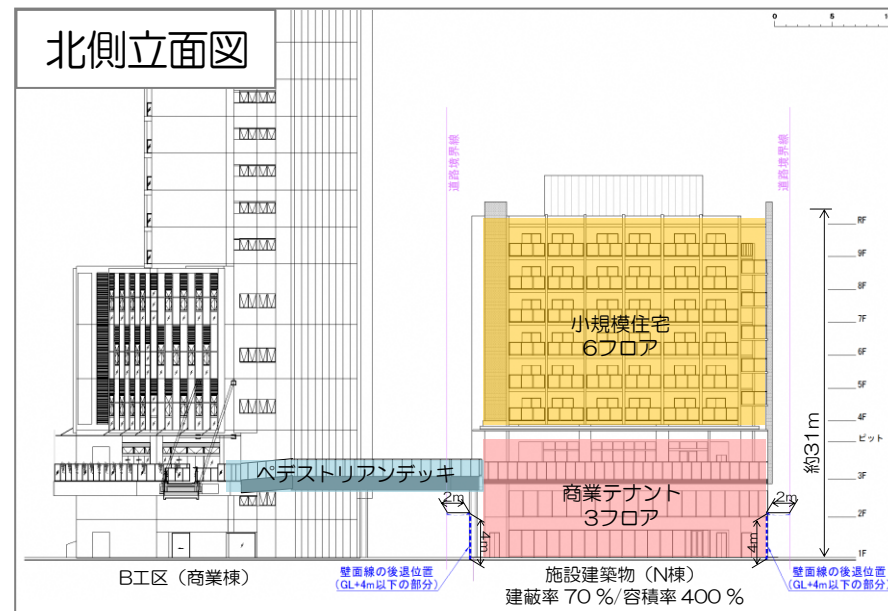 北側立面図
0 5 1
道路境界線
道路境界線
RF
9F
8F
7F
6F
5F
4F
ピット
3F
2F
1F
小規模住宅
6フロア
約31m
ペデストリアンデッキ
商業テナント
3フロア
2m
2m
4m
4m
B工区（商業棟）
壁面線の後退位置
（GL+4m以下の部分）
施設建築物（N棟）
建蔽率 70 %/容積率 400 %
壁面線の後退位置
（GL+4m以下の部分）